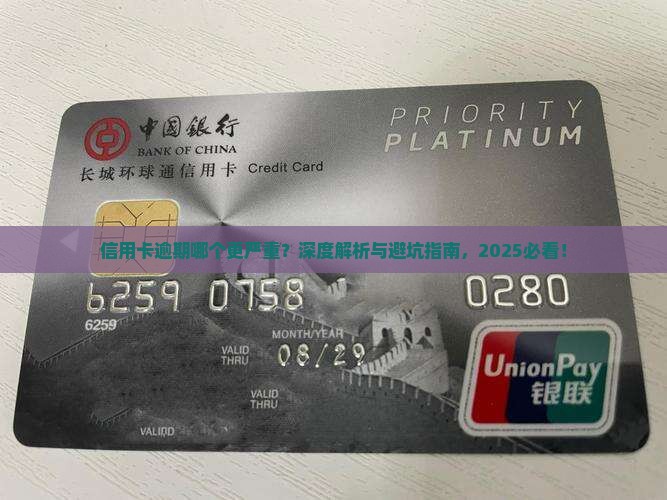 PRIORITY
PLATINUM
中国銀行
BANK OF CHINA
长城环球通信用卡 Credit Card
信用卡逾期哪个更严重？深度解析与避坑指南，2025必看！
6259 0758 0280
6259
MONTH/YEAR
VALID THRU 08/29
VALID THRU
VALID
UnionPay
银联